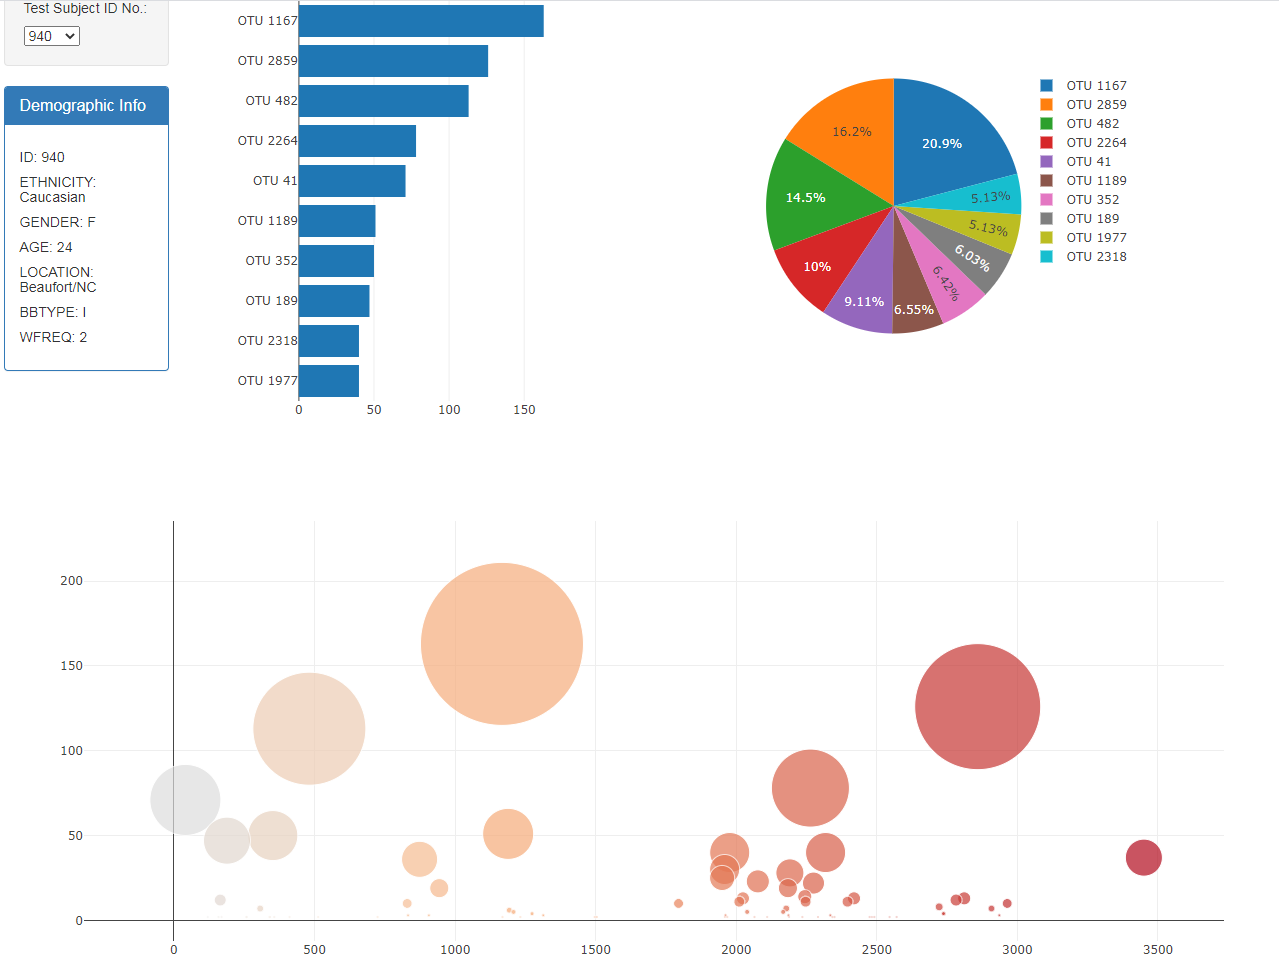 Test Subject ID No.:
940
Demographic Info
ID: 940
ETHNICITY:
Caucasian
GENDER: F
AGE: 24
LOCATION:
Beaufort/NC
BBTYPE: I
WFREQ: 2
OTU 1167
OTU 2859
OTU 482
OTU 2264
OTU 41
OTU 1189
OTU 352
OTU 189
OTU 2318
OTU 1977
0 50 100 150
20.9%
5.13%
5.13%
6.03%
6.42%
6.55%
9.11%
10%
14.5%
16.2%
OTU 1167
OTU 2859
OTU 482
OTU 2264
OTU 41
OTU 1189
OTU 352
OTU 189
OTU 1977
OTU 2318
200
150
100
50
0
0 500 1000 1500 2000 2500 3000 3500